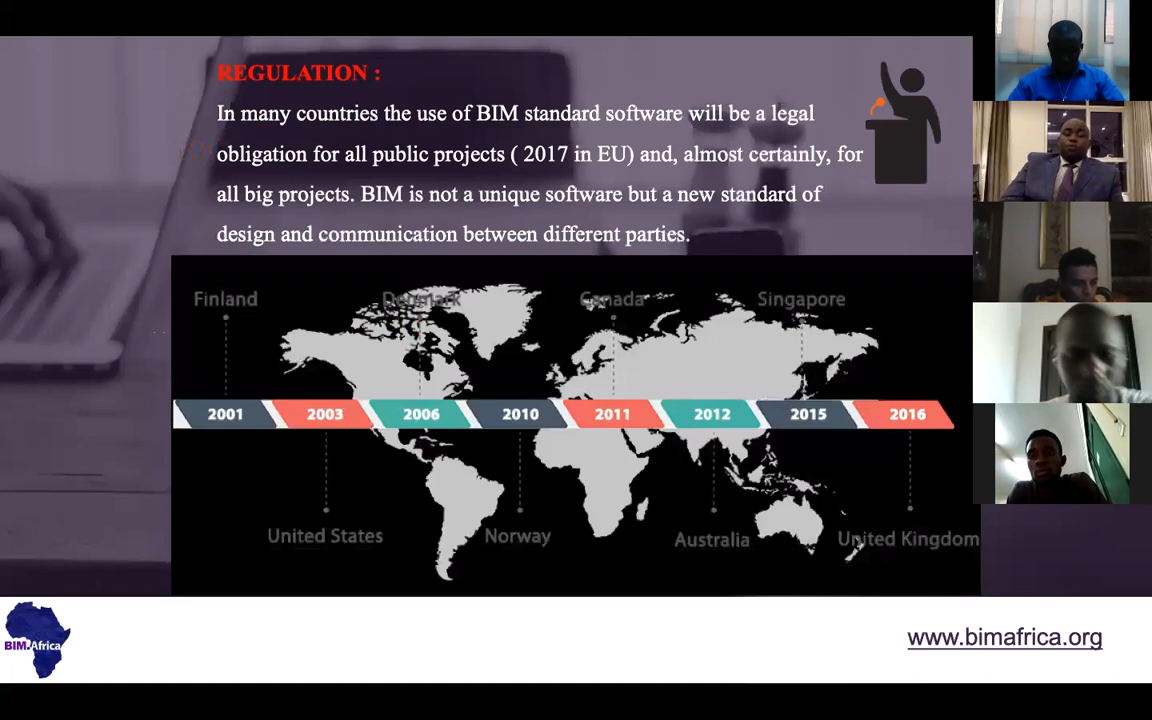 REGULATION :
In many countries the use of BIM standard software will be a legal
obligation for all public projects ( 2017 in EU) and, almost certainly, for
all big projects. BIM is not a unique software but a new standard of
design and communication between different parties.
Finland Denmark Canada Singapore
2001 2003 2006 2010 2011 2012 2015 2016
United States Norway Australia United Kingdom
BIM Africa
www.bimafrica.org